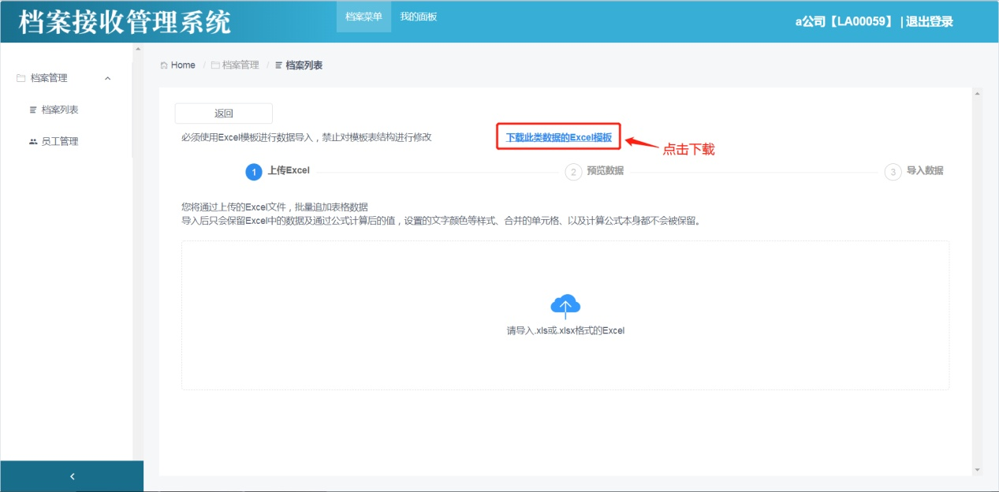 档案接收管理系统
档案菜单 我的面板
a公司【LA00059】 | 退出登录
档案管理
档案列表
员工管理
Home / 档案管理 / 档案列表
返回
必须使用Excel模板进行数据导入，禁止对模板表结构进行修改
下载此类数据的Excel模板
点击下载
1 上传Excel
2 预览数据
3 导入数据
您将通过上传的Excel文件，批量追加表格数据
导入后只会保留Excel中的数据及通过公式计算后的值，设置的文字颜色等样式、合并的单元格、以及计算公式本身都不会被保留。
请导入.xls或.xlsx格式的Excel